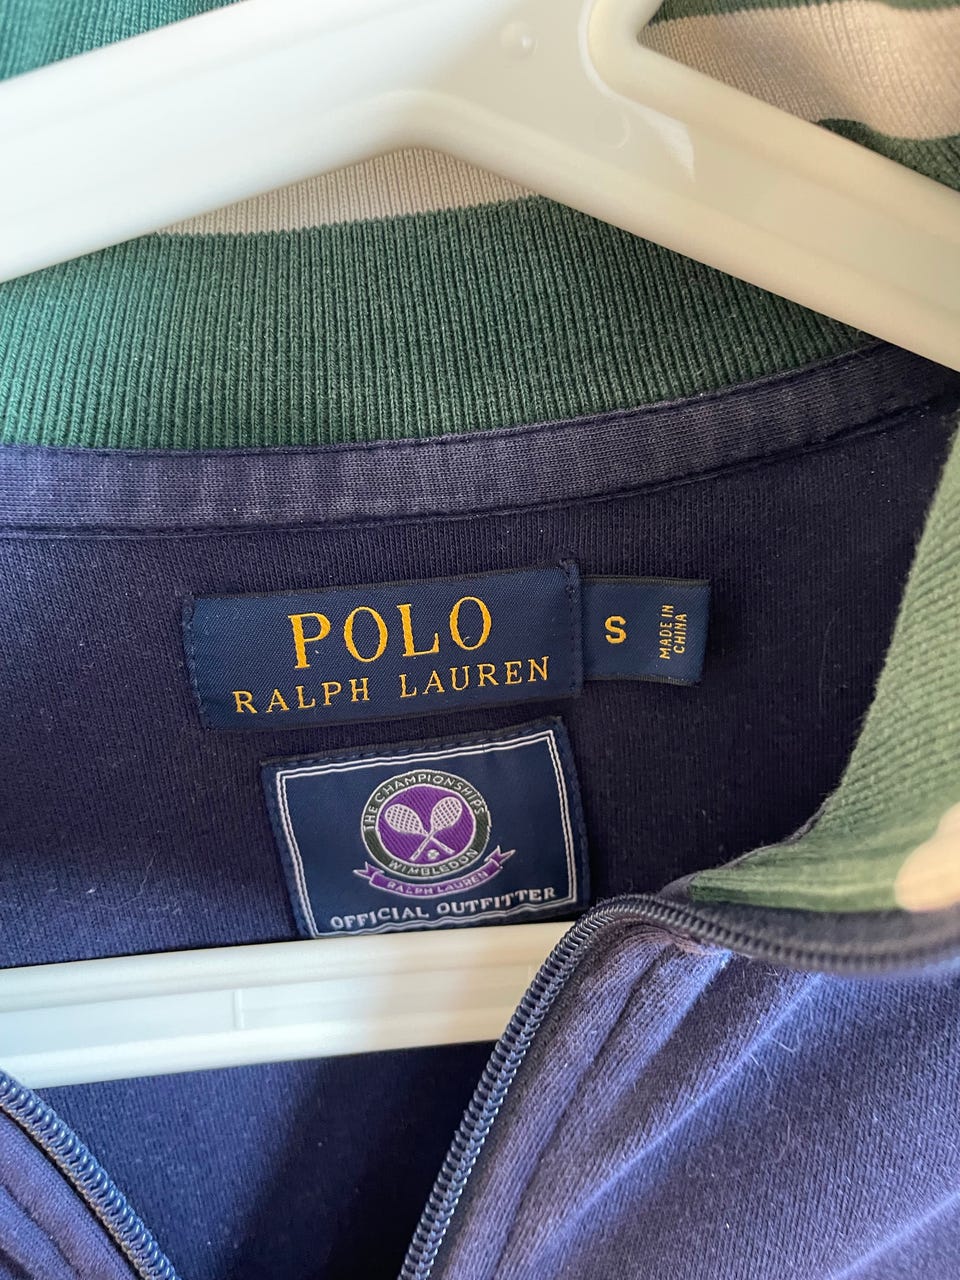 POLO
RALPH LAUREN
S
MADE IN
CHINA
THE CHAMPIONSHIPS
WIMBLEDON
RALPH LAUREN
OFFICIAL OUTFITTER